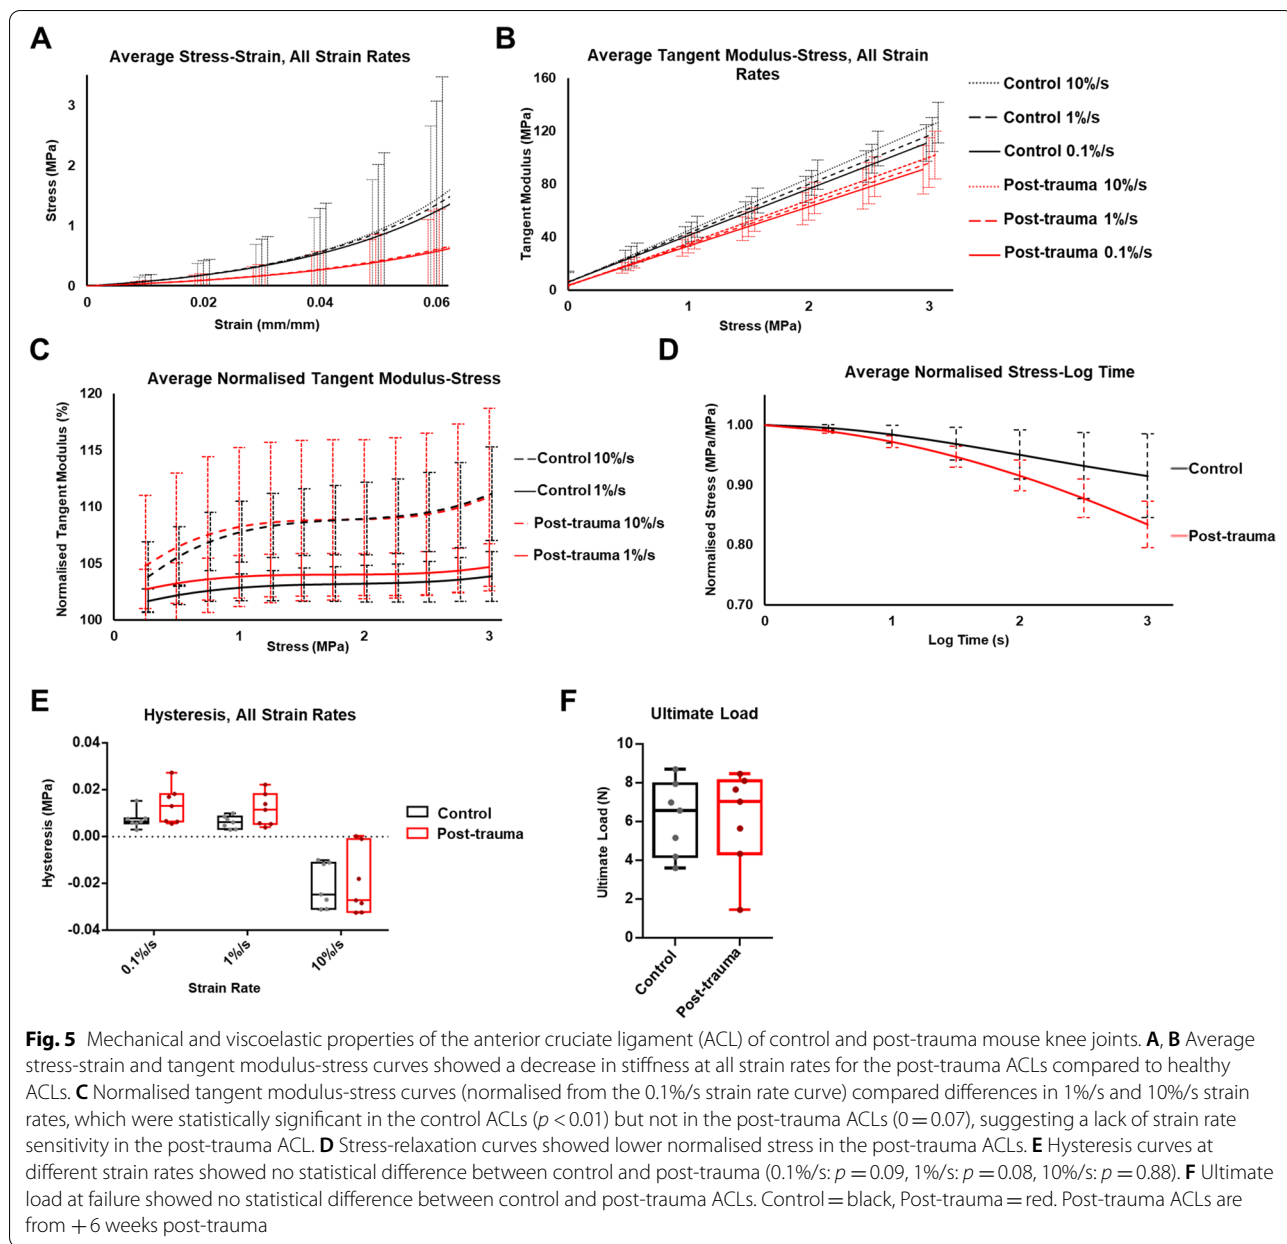 A
Average Stress-Strain, All Strain Rates
Stress (MPa)
3
2
1
0
0
0.02
0.04
0.06
Strain (mm/mm)
B
Average Tangent Modulus-Stress, All Strain
Rates
Tangent Modulus (MPa)
160
120
80
40
0
0
1
2
3
Stress (MPa)
Control 10%/s
Control 1%/s
Control 0.1%/s
Post-trauma 10%/s
Post-trauma 1%/s
Post-trauma 0.1%/s
C
Average Normalised Tangent Modulus-Stress
Normalised Tangent Modulus (%)
120
115
110
105
100
0
1
2
3
Stress (MPa)
Control 10%/s
Control 1%/s
Post-trauma 10%/s
Post-trauma 1%/s
D
Average Normalised Stress-Log Time
Normalised Stress (MPa/MPa)
1.00
0.90
0.80
0.70
0
1
2
3
Log Time (s)
Control
Post-trauma
E
Hysteresis, All Strain Rates
Hysteresis (MPa)
0.04
0.02
0.00
-0.02
-0.04
0.1%/s
1%/s
10%/s
Strain Rate
Control
Post-trauma
F
Ultimate Load
Ultimate Load (N)
10
8
6
4
2
0
Control
Post-trauma
Fig. 5 Mechanical and viscoelastic properties of the anterior cruciate ligament (ACL) of control and post-trauma mouse knee joints. A, B Average
stress-strain and tangent modulus-stress curves showed a decrease in stiffness at all strain rates for the post-trauma ACLs compared to healthy
ACLs. C Normalised tangent modulus-stress curves (normalised from the 0.1%/s strain rate curve) compared differences in 1%/s and 10%/s strain
rates, which were statistically significant in the control ACLs (p < 0.01) but not in the post-trauma ACLs (0 = 0.07), suggesting a lack of strain rate
sensitivity in the post-trauma ACL. D Stress-relaxation curves showed lower normalised stress in the post-trauma ACLs. E Hysteresis curves at
different strain rates showed no statistical difference between control and post-trauma (0.1%/s: p = 0.09, 1%/s: p = 0.08, 10%/s: p = 0.88). F Ultimate
load at failure showed no statistical difference between control and post-trauma ACLs. Control = black, Post-trauma = red. Post-trauma ACLs are
from + 6 weeks post-trauma